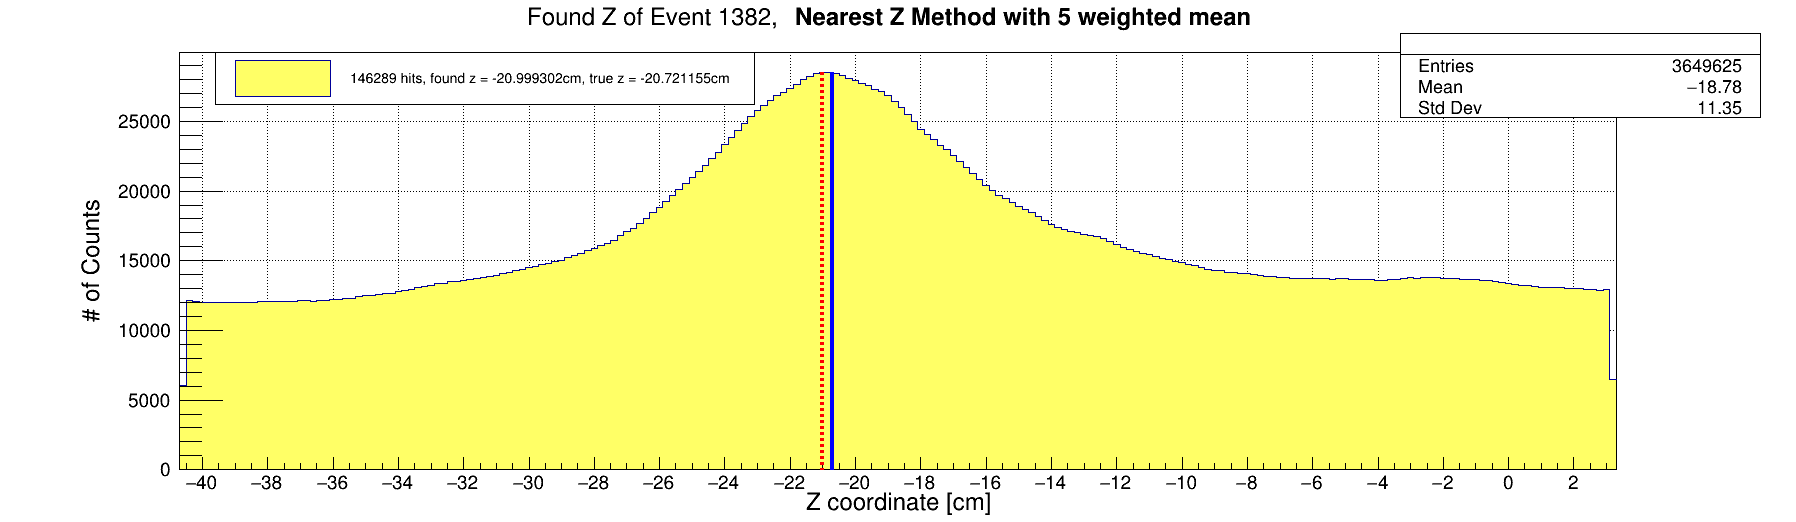 Found Z of Event 1382, Nearest Z Method with 5 weighted mean
146289 hits, found z = -20.999302cm, true z = -20.721155cm
Entries 3649625
Mean −18.78
Std Dev 11.35
# of Counts
25000
20000
15000
10000
5000
0
−40 −38 −36 −34 −32 −30 −28 −26 −24 −22 −20 −18 −16 −14 −12 −10 −8 −6 −4 −2 0 2
Z coordinate [cm]